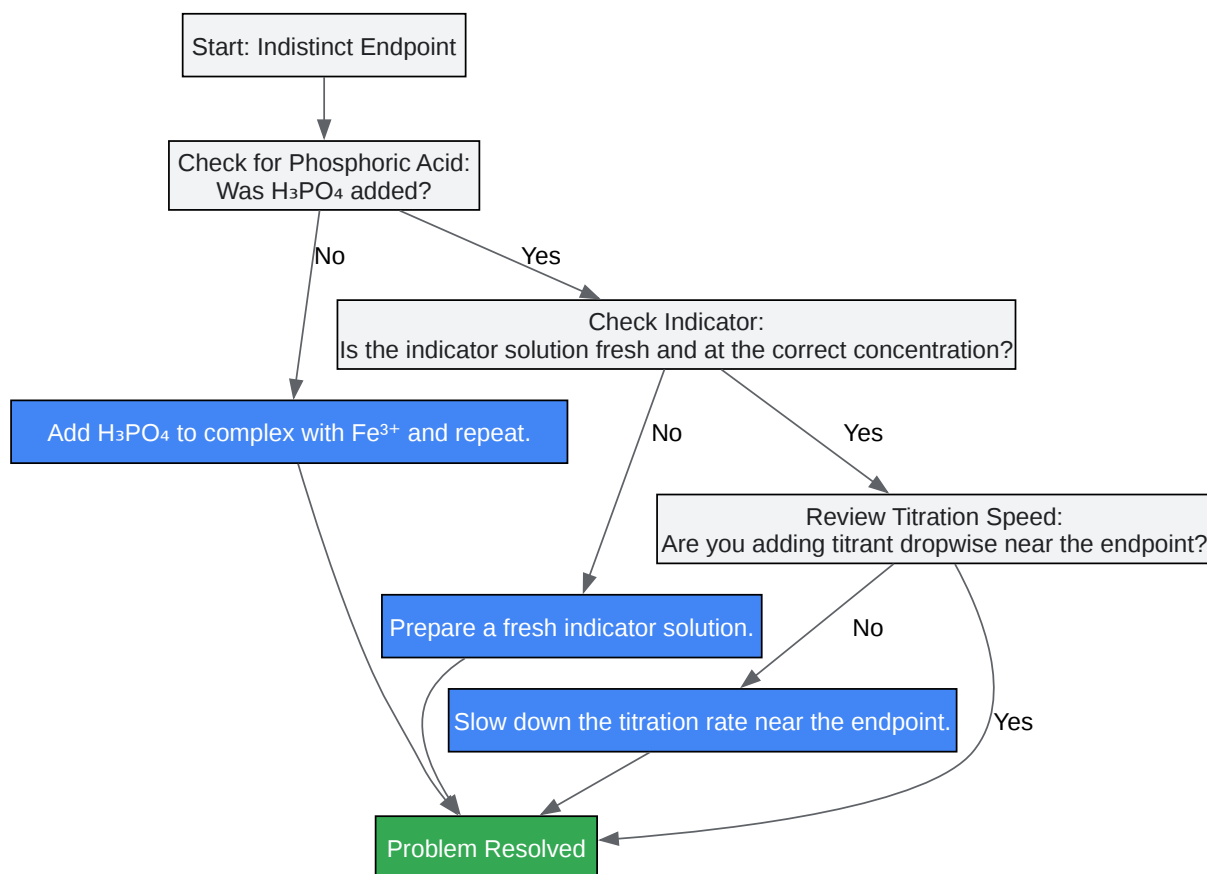 Start: Indistinct Endpoint
Check for Phosphoric Acid:
Was H₃PO₄ added?
No
Yes
Check Indicator:
Is the indicator solution fresh and at the correct concentration?
Add H₃PO₄ to complex with Fe³⁺ and repeat.
No
Yes
Review Titration Speed:
Are you adding titrant dropwise near the endpoint?
Prepare a fresh indicator solution.
No
Slow down the titration rate near the endpoint.
Yes
Problem Resolved